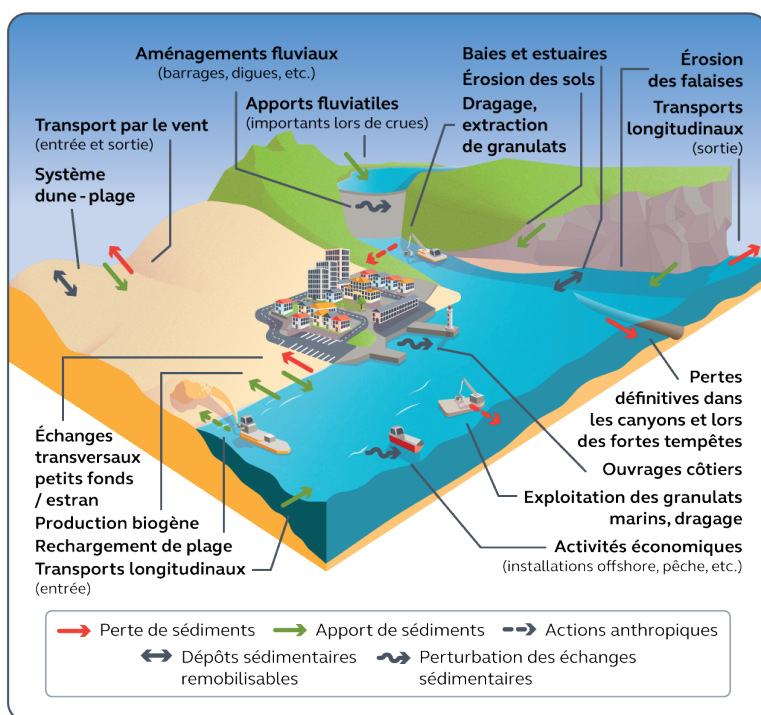 Aménagements fluviaux
(barrages, digues, etc.)
Baies et estuaires
Érosion des sols
Dragage,
extraction
de granulats
Érosion
des falaises
Apports fluviatiles
(importants lors de crues)
Transports
longitudinaux
(sortie)
Transport par le vent
(entrée et sortie)
Système
dune - plage
Pertes
définitives dans
les canyons et lors
des fortes tempêtes
Ouvrages côtiers
Exploitation des granulats
marins, dragage
Activités économiques
(installations offshore, pêche, etc.)
Échanges
transversaux
petits fonds
/ estran
Production biogène
Rechargement de plage
Transports longitudinaux
(entrée)
Perte de sédiments
Apport de sédiments
Actions anthropiques
Dépôts sédimentaires
remobilisables
Perturbation des échanges
sédimentaires